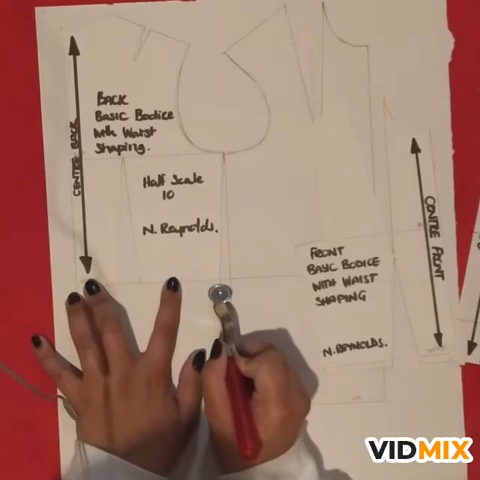 BACK
BASIC BODICE
WITH WAIST
SHAPING.
CENTRE BACK
Half Scale
10
N. Reynolds.
FRONT
BASIC BODICE
WITH WAIST
SHAPING
N.REYNOLDS.
CENTRE FRONT
VIDMIX